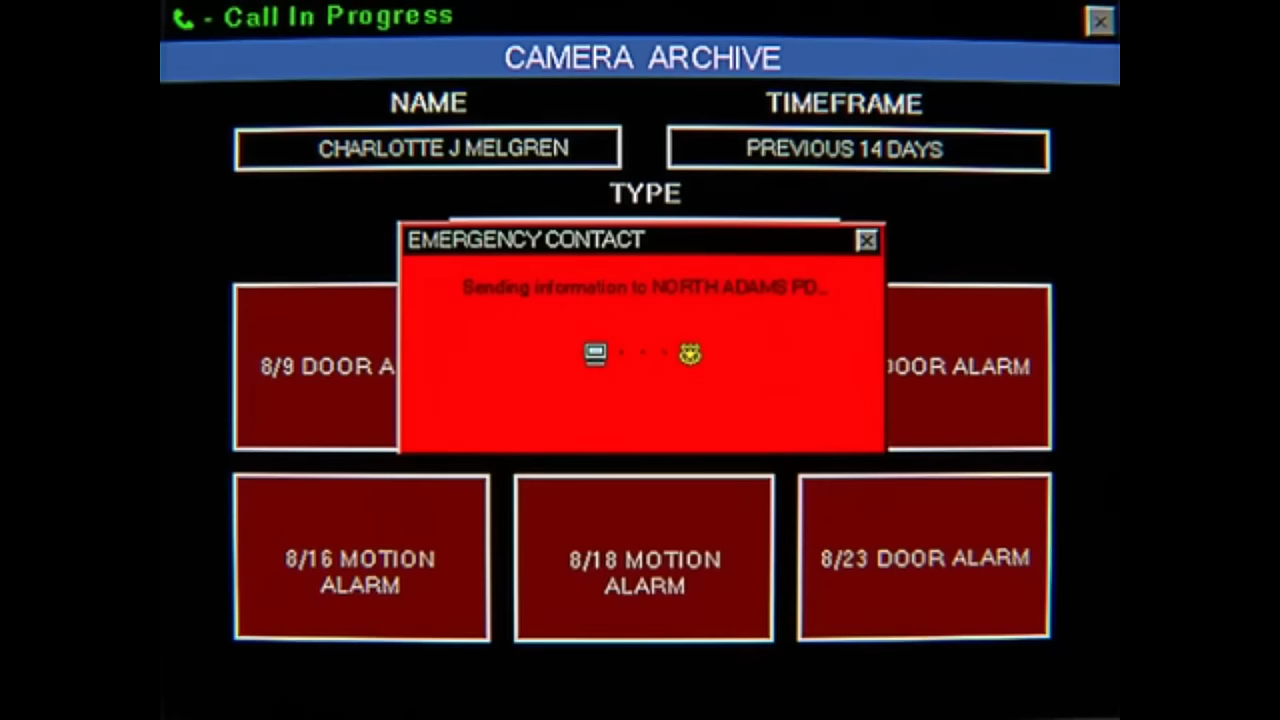 - Call In Progress
CAMERA ARCHIVE
NAME
TIMEFRAME
CHARLOTTE J MELGREN
PREVIOUS 14 DAYS
TYPE
EMERGENCY CONTACT
Sending information to NORTH ADAMS PD...
8/9 DOOR A
DOOR ALARM
8/16 MOTION
ALARM
8/18 MOTION
ALARM
8/23 DOOR ALARM